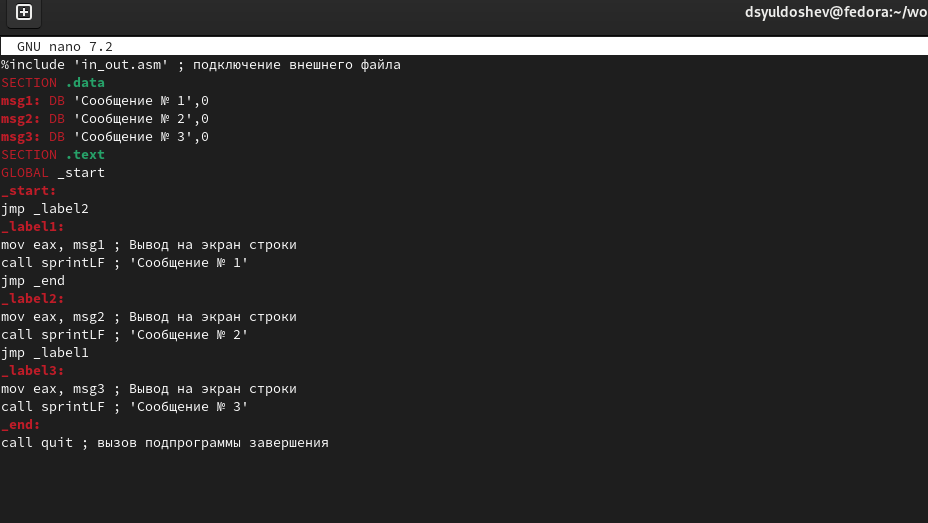 dsyuldoshev@fedora:~/wo
GNU nano 7.2
%include 'in_out.asm' ; подключение внешнего файла
SECTION .data
msg1: DB 'Сообщение № 1',0
msg2: DB 'Сообщение № 2',0
msg3: DB 'Сообщение № 3',0
SECTION .text
GLOBAL _start
_start:
jmp _label2
_label1:
mov eax, msg1 ; Вывод на экран строки
call sprintLF ; 'Сообщение № 1'
jmp _end
_label2:
mov eax, msg2 ; Вывод на экран строки
call sprintLF ; 'Сообщение № 2'
jmp _label1
_label3:
mov eax, msg3 ; Вывод на экран строки
call sprintLF ; 'Сообщение № 3'
_end:
call quit ; вызов подпрограммы завершения